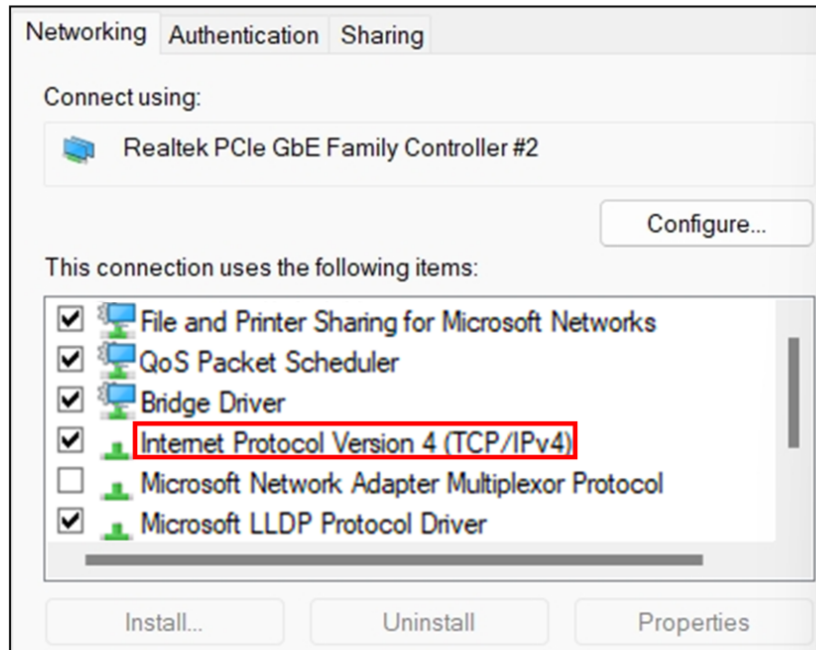 Networking Authentication Sharing
Connect using:
Realtek PCIe GbE Family Controller #2
Configure...
This connection uses the following items:
File and Printer Sharing for Microsoft Networks
QoS Packet Scheduler
Bridge Driver
Internet Protocol Version 4 (TCP/IPv4)
Microsoft Network Adapter Multiplexor Protocol
Microsoft LLDP Protocol Driver
Install... Uninstall Properties